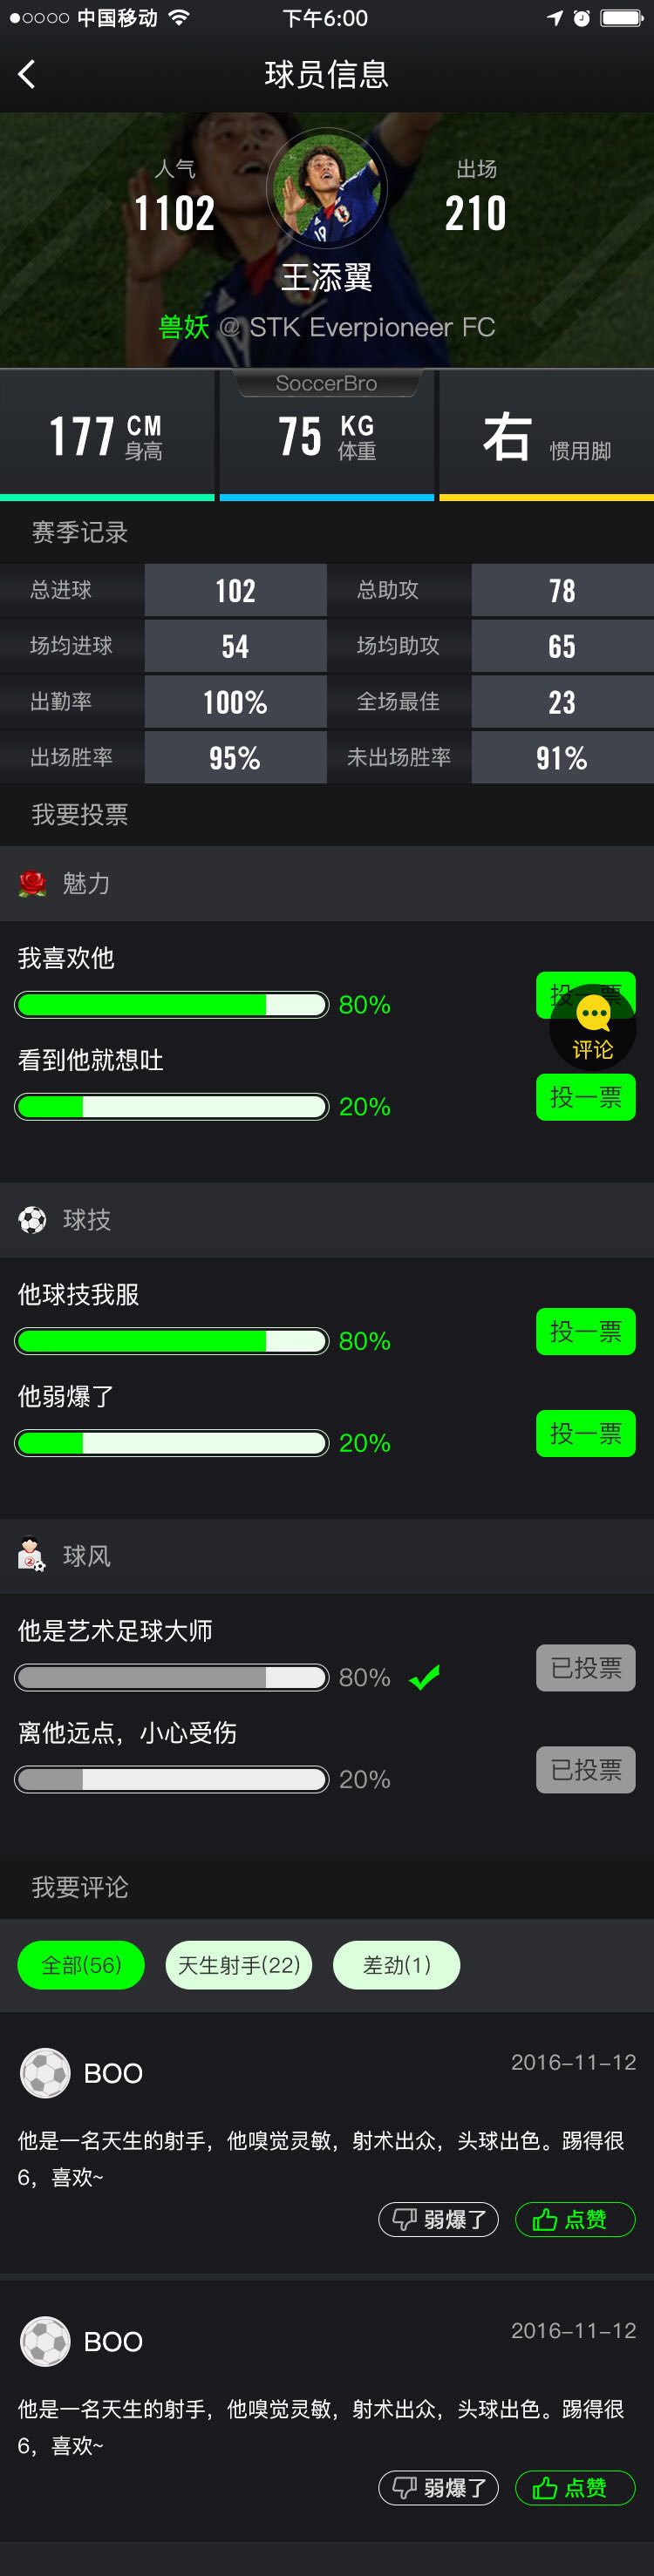 中国移动 下午6:00
球员信息
人气 出场
1102 210
王添翼
兽妖 @ STK Everpioneer FC
SoccerBro
177 CM 身高 75 KG 体重 右 惯用脚
赛季记录
总进球 102 总助攻 78
场均进球 54 场均助攻 65
出勤率 100% 全场最佳 23
出场胜率 95% 未出场胜率 91%
我要投票
魅力
我喜欢他
80% 投一票
评论
看到他就想吐
20% 投一票
球技
他球技我服
80% 投一票
他弱爆了
20% 投一票
球风
他是艺术足球大师
80% 已投票
离他远点，小心受伤
20% 已投票
我要评论
全部(56) 天生射手(22) 差劲(1)
BOO 2016-11-12
他是一名天生的射手，他嗅觉灵敏，射术出众，头球出色。踢得很
6，喜欢~
弱爆了 点赞
BOO 2016-11-12
他是一名天生的射手，他嗅觉灵敏，射术出众，头球出色。踢得很
6，喜欢~
弱爆了 点赞